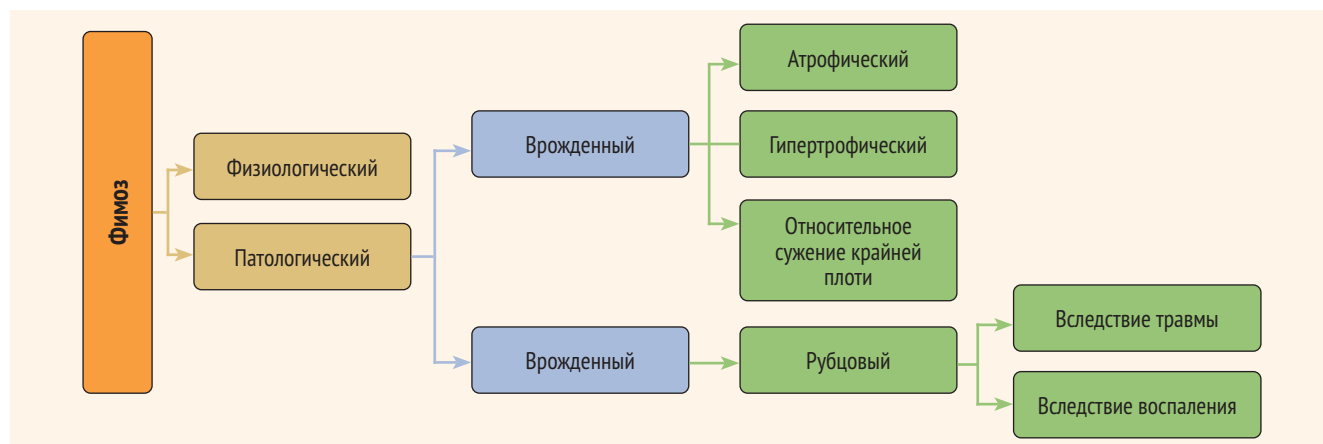 Фимоз
Физиологический
Патологический
Врожденный
Атрофический
Гипертрофический
Относительное
сужение крайней
плоти
Врожденный
Рубцовый
Вследствие травмы
Вследствие воспаления